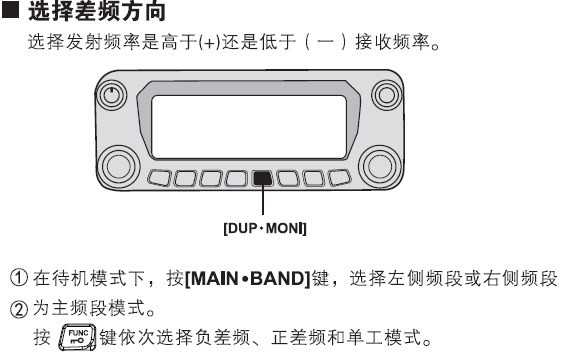 ■ 选择差频方向
选择发射频率是高于(+)还是低于（一）接收频率。
[DUP·MONI]
①在待机模式下，按[MAIN•BAND]键，选择左侧频段或右侧频段
②为主频段模式。
按 FUNC 键依次选择负差频、正差频和单工模式。